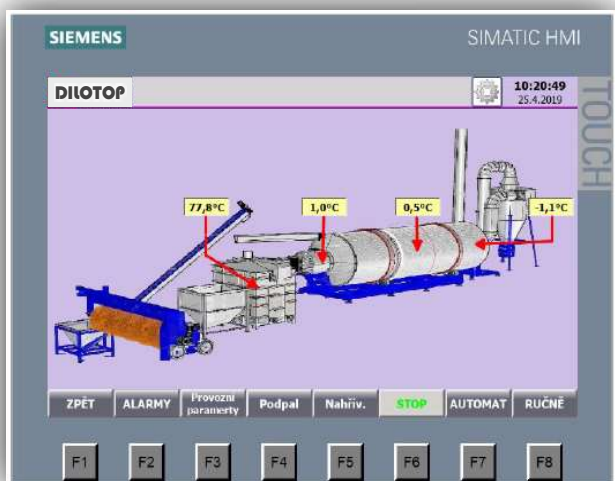 SIEMENS
SIMATIC HMI
TOUCH
DILOTOP
10:20:49
25.4.2019
77,8°C
1,0°C
0,5°C
-1,1°C
ZPĚT
ALARMY
Provozní
paramerty
Podpal
Nahřív.
STOP
AUTOMAT
RUČNĚ
F1
F2
F3
F4
F5
F6
F7
F8